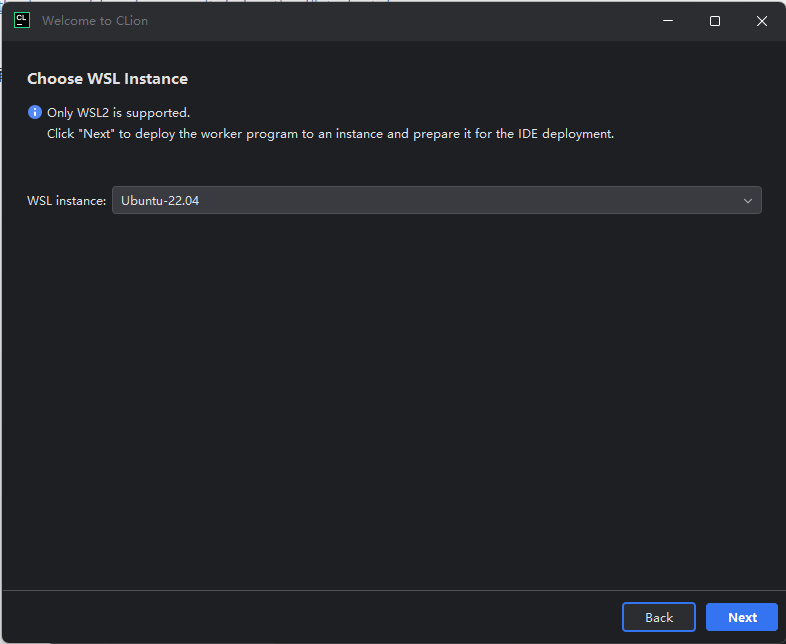 CL
Welcome to CLion
Choose WSL Instance
Only WSL2 is supported.
Click "Next" to deploy the worker program to an instance and prepare it for the IDE deployment.
WSL instance: Ubuntu-22.04
Back Next